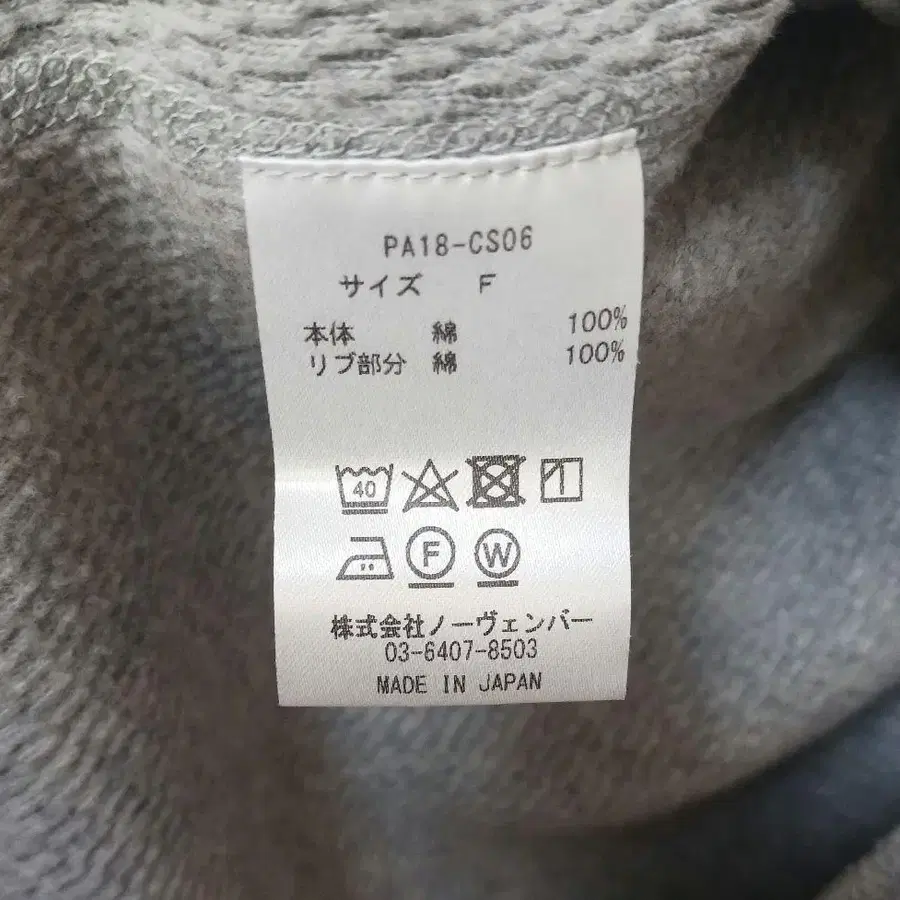 PA18-CS06
サイズ F
本体 綿 100%
リブ部分 綿 100%
40
F W
株式会社ノーヴェンバー
03-6407-8503
MADE IN JAPAN